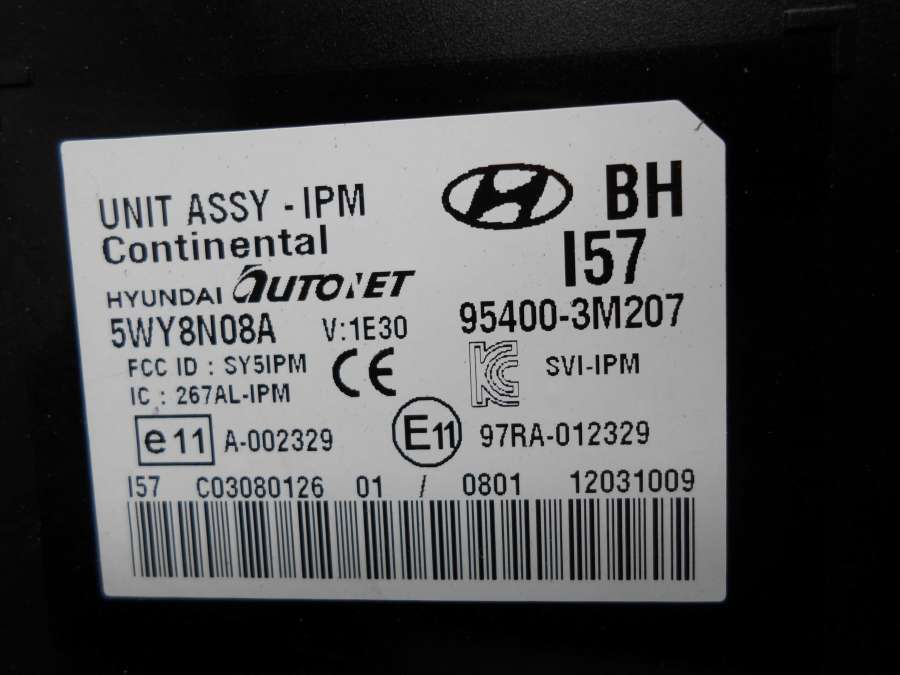 UNIT ASSY - IPM
BH
Continental
I57
HYUNDAI AUTONET
5WY8N08A V:1E30 95400-3M207
FCC ID : SY5IPM CE KC SVI-IPM
IC : 267AL-IPM
e11 A-002329 E11 97RA-012329
I57 C03080126 01 / 0801 12031009